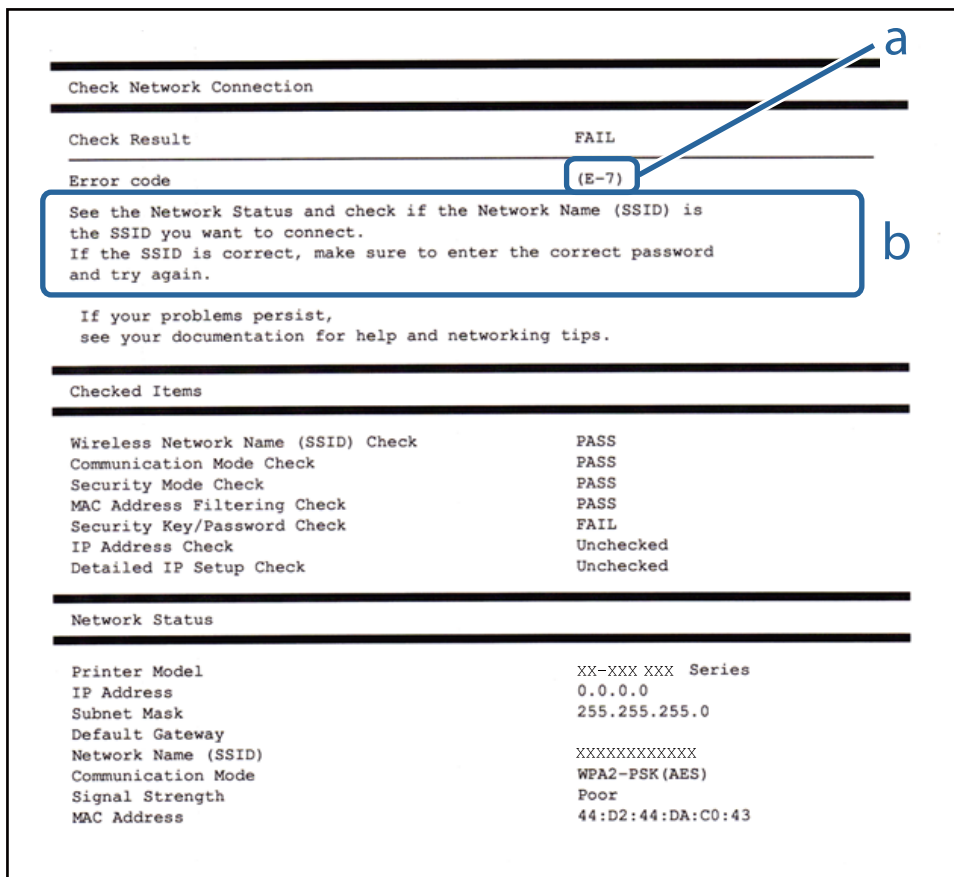 a
Check Network Connection
Check Result FAIL
Error code (E-7)
See the Network Status and check if the Network Name (SSID) is
the SSID you want to connect.
If the SSID is correct, make sure to enter the correct password
and try again.
b
If your problems persist,
see your documentation for help and networking tips.
Checked Items
Wireless Network Name (SSID) Check PASS
Communication Mode Check PASS
Security Mode Check PASS
MAC Address Filtering Check PASS
Security Key/Password Check FAIL
IP Address Check Unchecked
Detailed IP Setup Check Unchecked
Network Status
Printer Model XX-XXX XXX Series
IP Address 0.0.0.0
Subnet Mask 255.255.255.0
Default Gateway
Network Name (SSID) XXXXXXXXXXXX
Communication Mode WPA2-PSK(AES)
Signal Strength Poor
MAC Address 44:D2:44:DA:C0:43